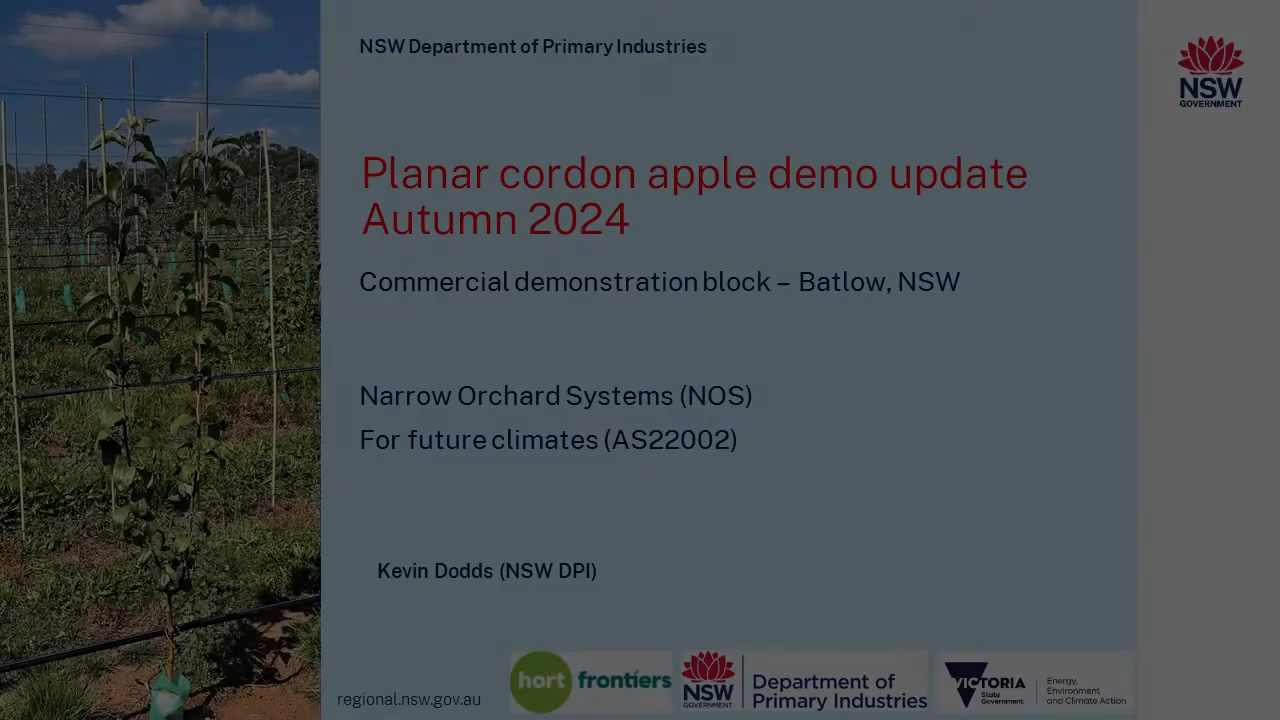 NSW Department of Primary Industries
NSW
GOVERNMENT
Planar cordon apple demo update
Autumn 2024
Commercial demonstration block – Batlow, NSW
Narrow Orchard Systems (NOS)
For future climates (AS22002)
Kevin Dodds (NSW DPI)
regional.nsw.gov.au
hort frontiers
NSW
GOVERNMENT
Department of
Primary Industries
VICTORIA
State
Government
Energy,
Environment
and Climate Action